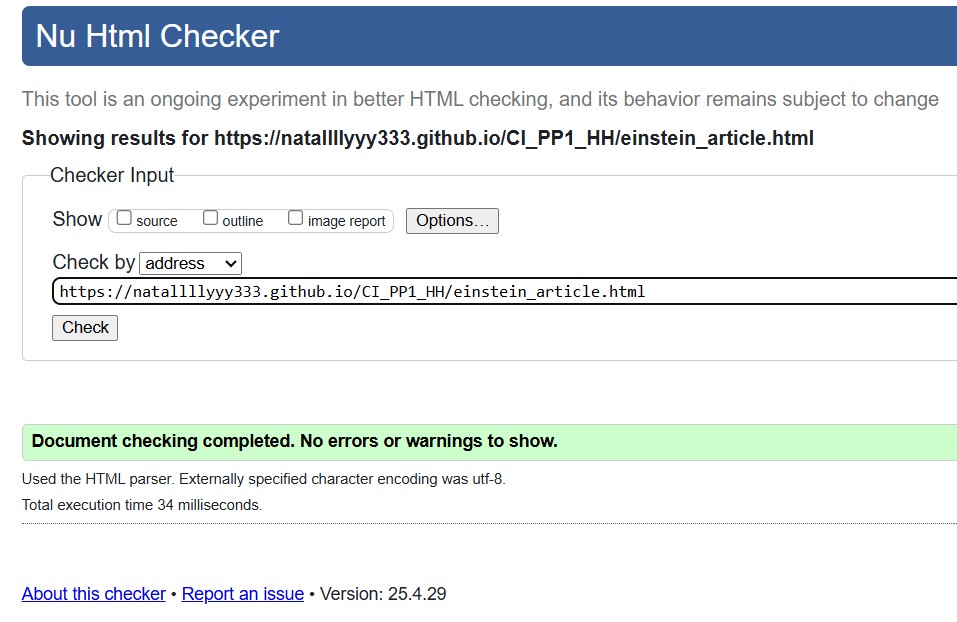 Nu Html Checker
This tool is an ongoing experiment in better HTML checking, and its behavior remains subject to change
Showing results for https://natallllyyy333.github.io/CI_PP1_HH/einstein_article.html
Checker Input
Show source outline image report Options...
Check by address
https://natallllyyy333.github.io/CI_PP1_HH/einstein_article.html
Check
Document checking completed. No errors or warnings to show.
Used the HTML parser. Externally specified character encoding was utf-8.
Total execution time 34 milliseconds.
About this checker • Report an issue • Version: 25.4.29